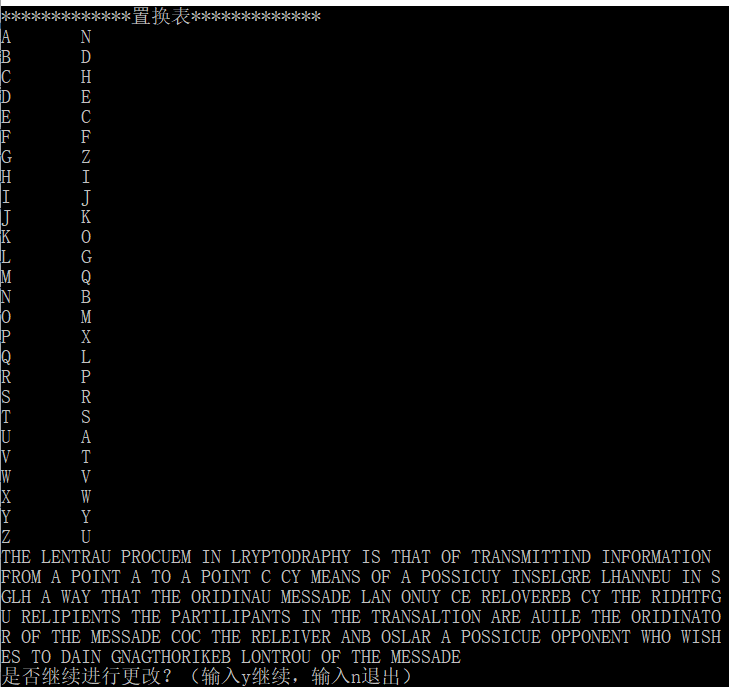 *************置换表*************
A N
B D
C H
D E
E C
F F
G Z
H I
I J
J K
K O
L G
M Q
N B
O M
P X
Q L
R P
S R
T S
U A
V T
W V
X W
Y Y
Z U
THE LENTRAU PROCUEM IN LRYPTODRAPHY IS THAT OF TRANSMITTIND INFORMATION
FROM A POINT A TO A POINT C CY MEANS OF A POSSICUY INSELGRE LHANNEU IN S
GLH A WAY THAT THE ORIDINAU MESSADE LAN ONUY CE RELOVEREB CY THE RIDHTFG
U RELIPIENTS THE PARTILIPANTS IN THE TRANSALTION ARE AUILE THE ORIDINATO
R OF THE MESSADE COC THE RELEIVER ANB OSLAR A POSSICUE OPPONENT WHO WISH
ES TO DAIN GNAGTHORIKEB LONTROU OF THE MESSADE
是否继续进行更改？（输入y继续，输入n退出）